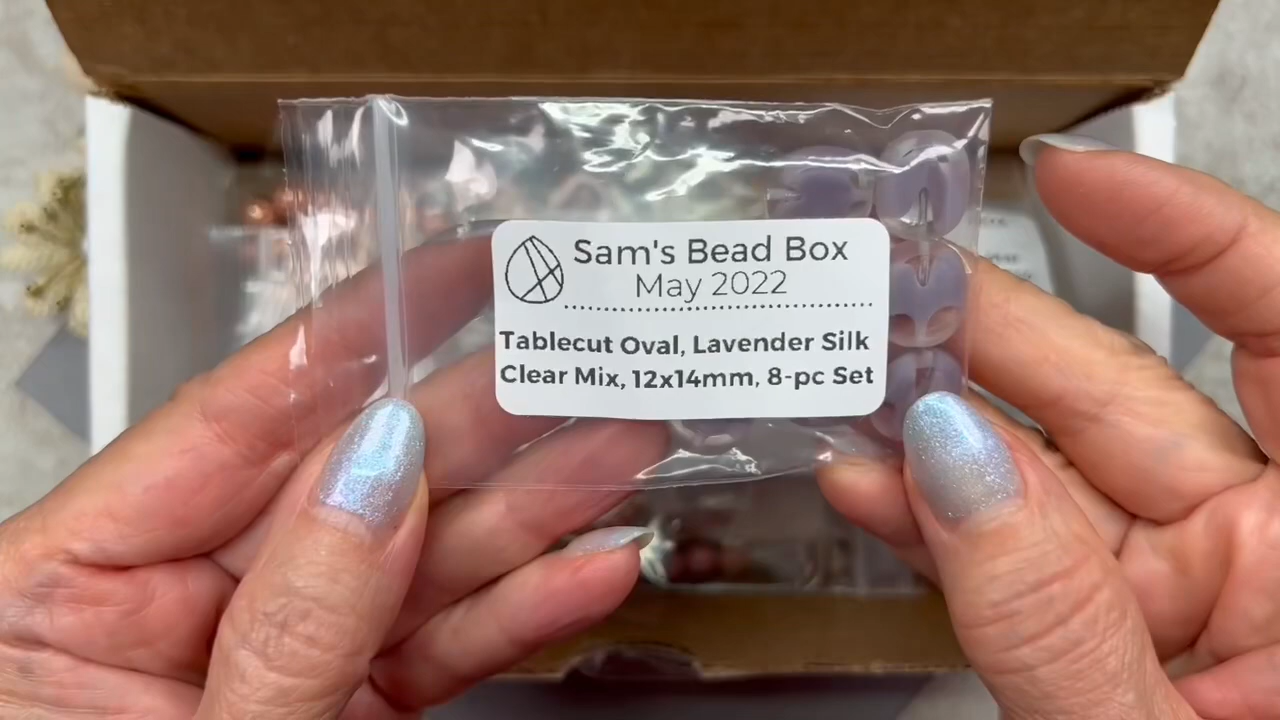 Sam's Bead Box
May 2022
Tablecut Oval, Lavender Silk
Clear Mix, 12x14mm, 8-pc Set